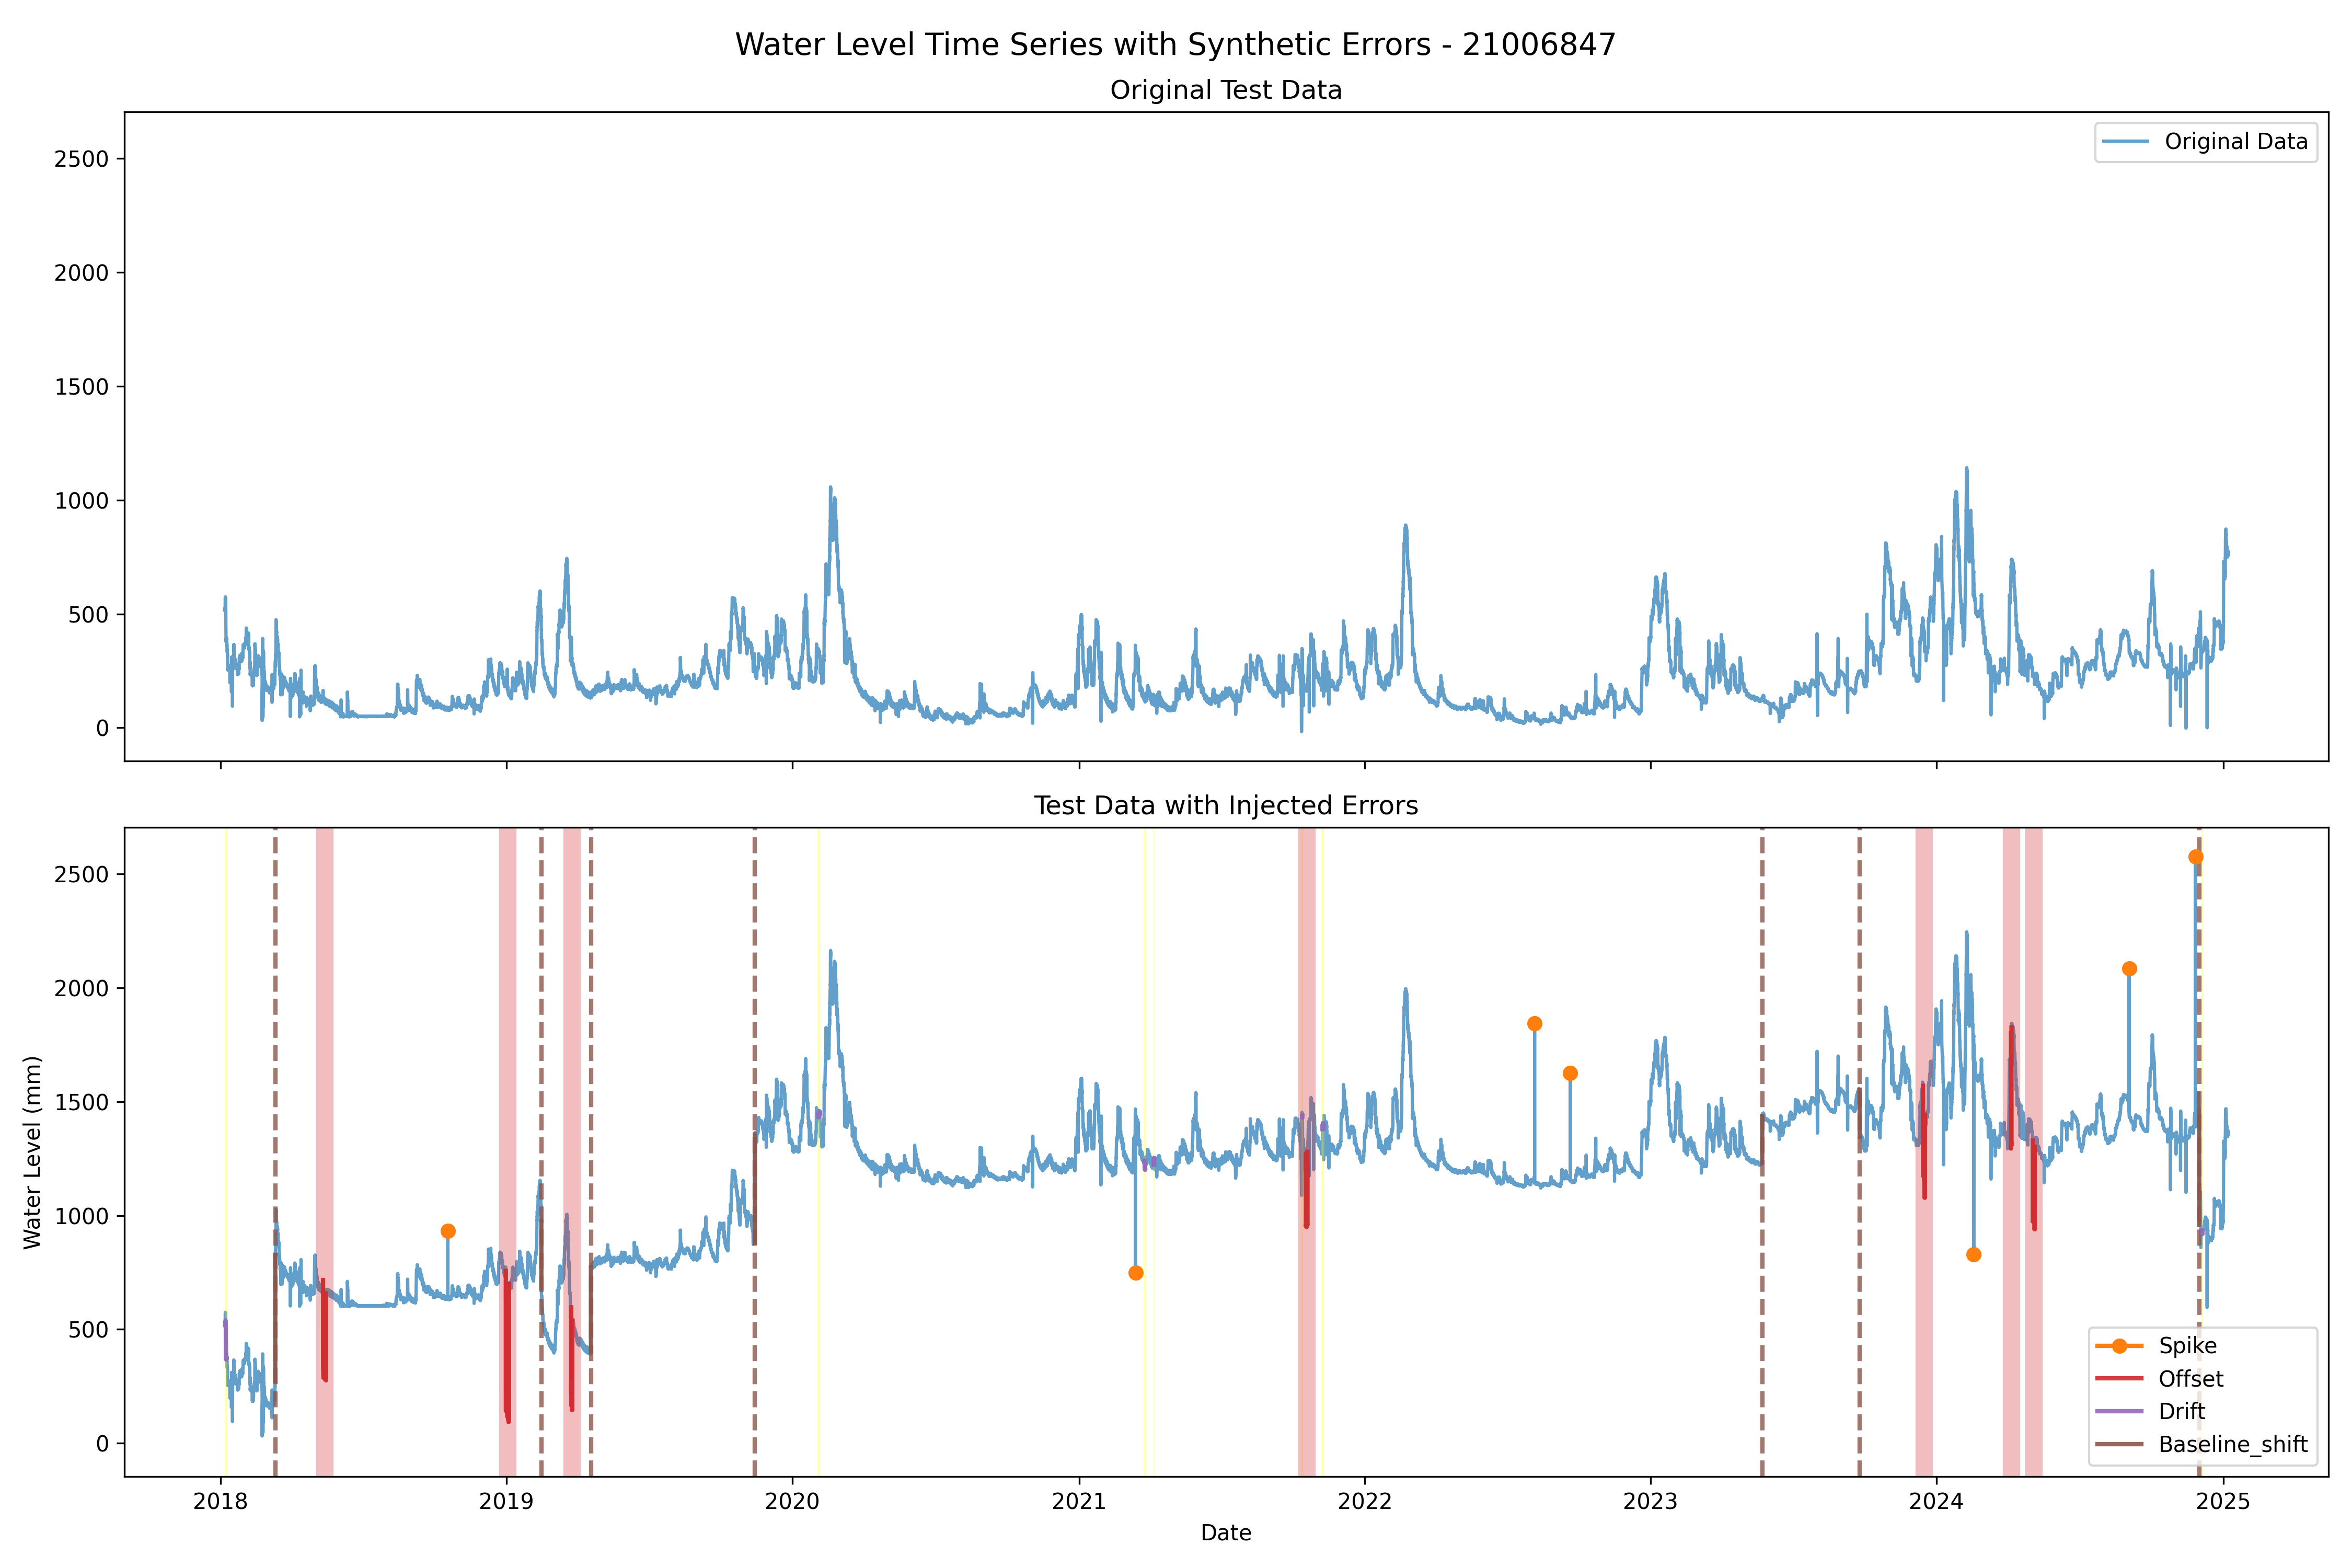 Water Level Time Series with Synthetic Errors - 21006847
Original Test Data
Original Data
2500
2000
1500
1000
500
0
Test Data with Injected Errors
Water Level (mm)
2500
2000
1500
1000
500
0
Spike
Offset
Drift
Baseline_shift
2018
2019
2020
2021
2022
2023
2024
2025
Date